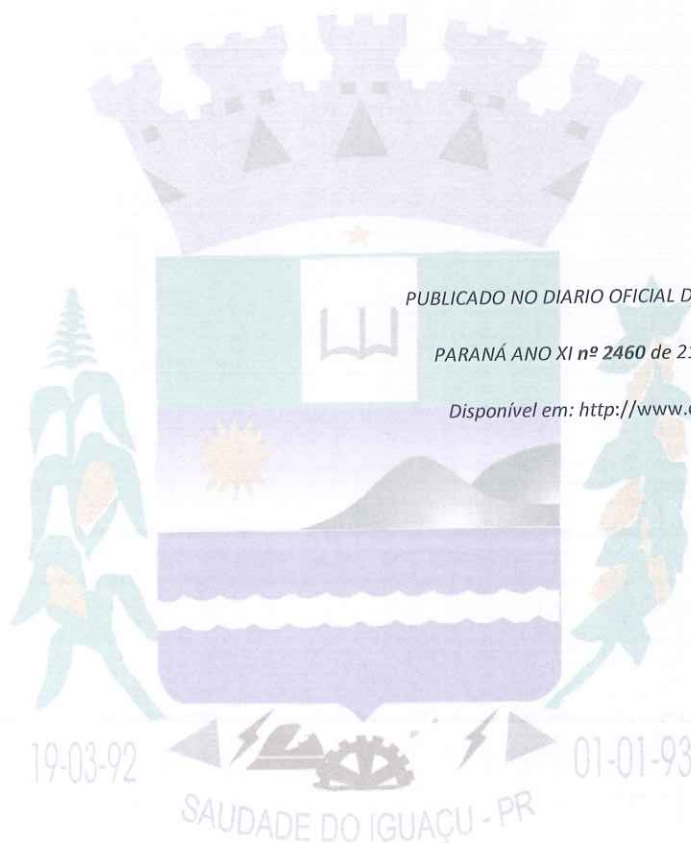 PUBLICADO NO DIARIO OFICIAL D
PARANÁ ANO XI nº 2460 de 2
Disponível em: http://www.
19-03-92
01-01-93
SAUDADE DO IGUAÇU - PR